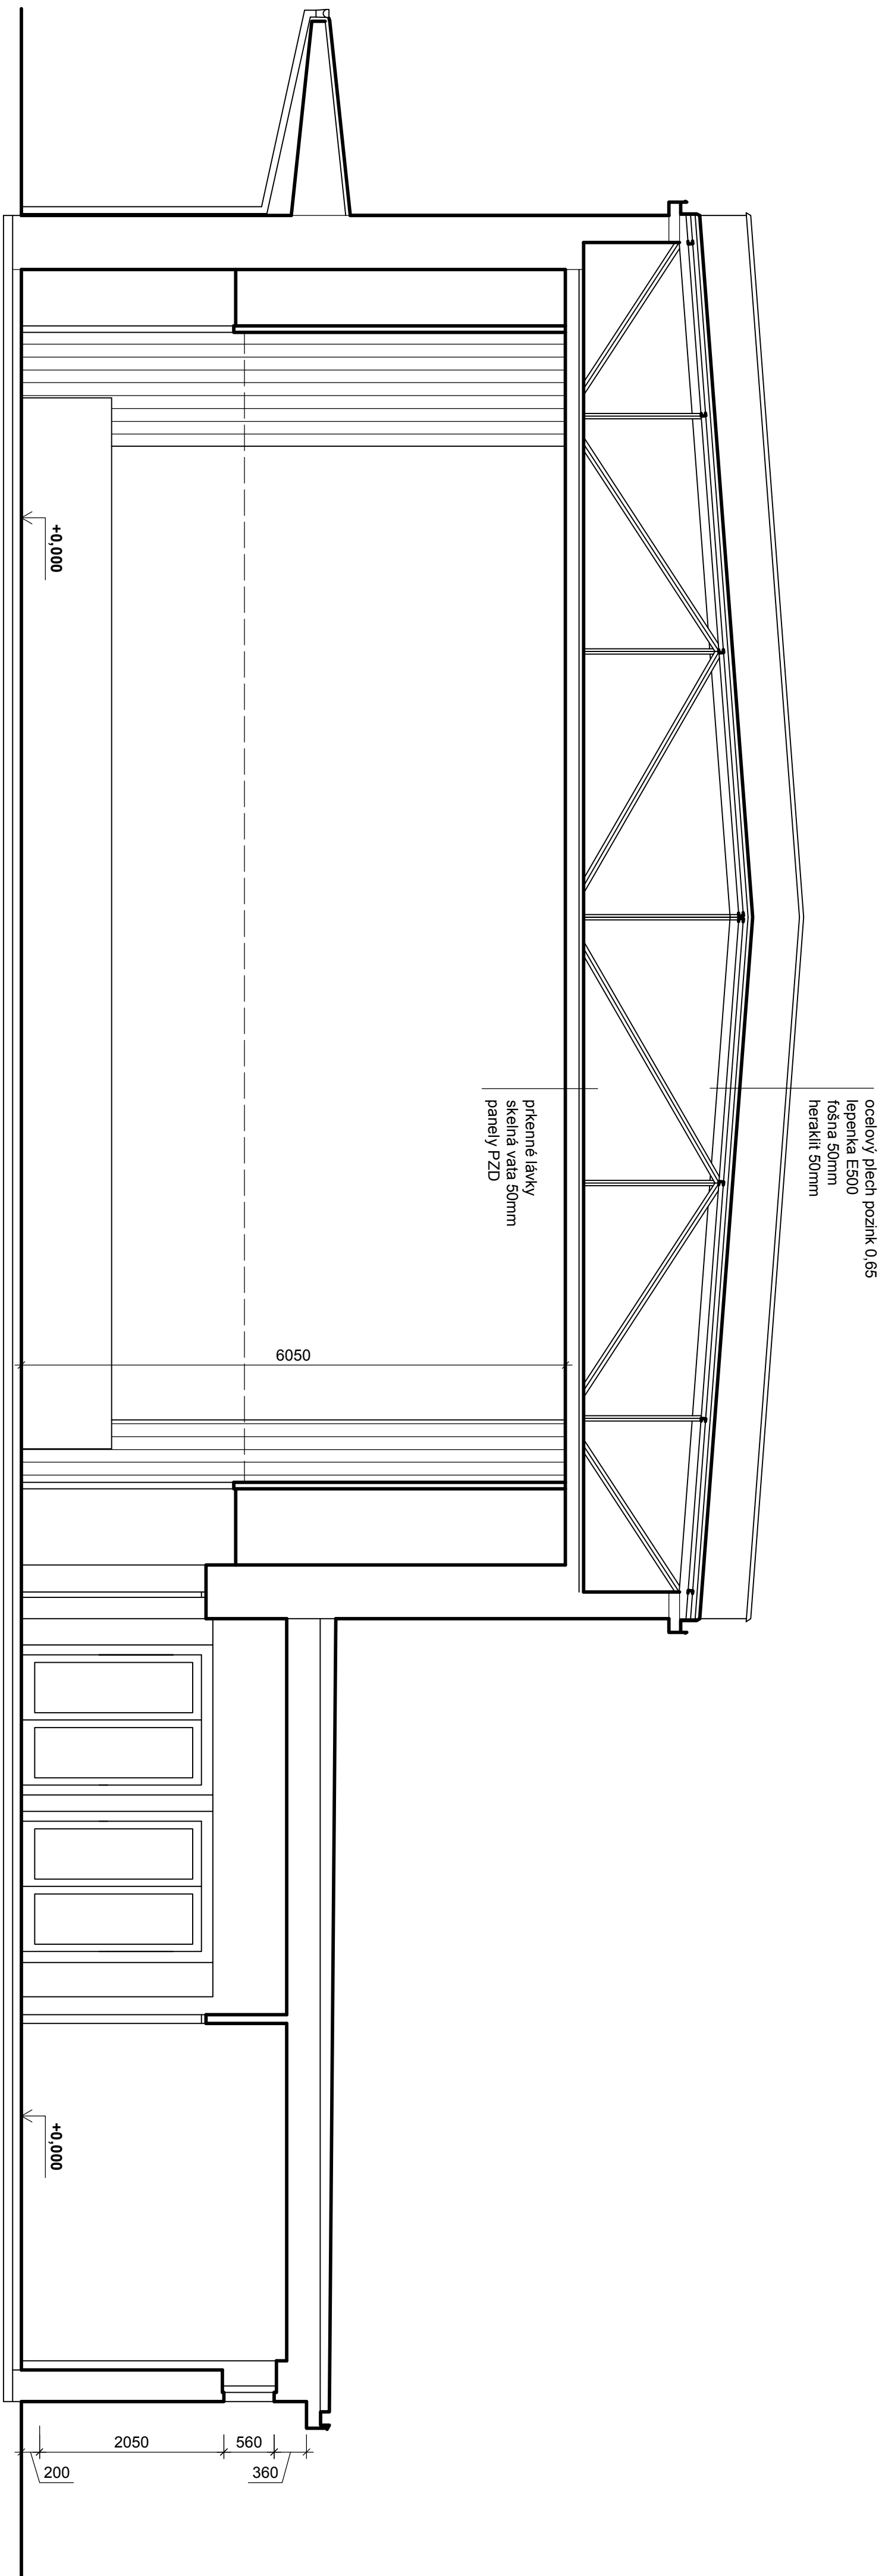 ocelový plech pozink 0,65
lepenka E500
fošna 50mm
heraklit 50mm
prkenné lávky
skelná vata 50mm
panely PZD
+0,000
6050
+0,000
2050
560
200
360